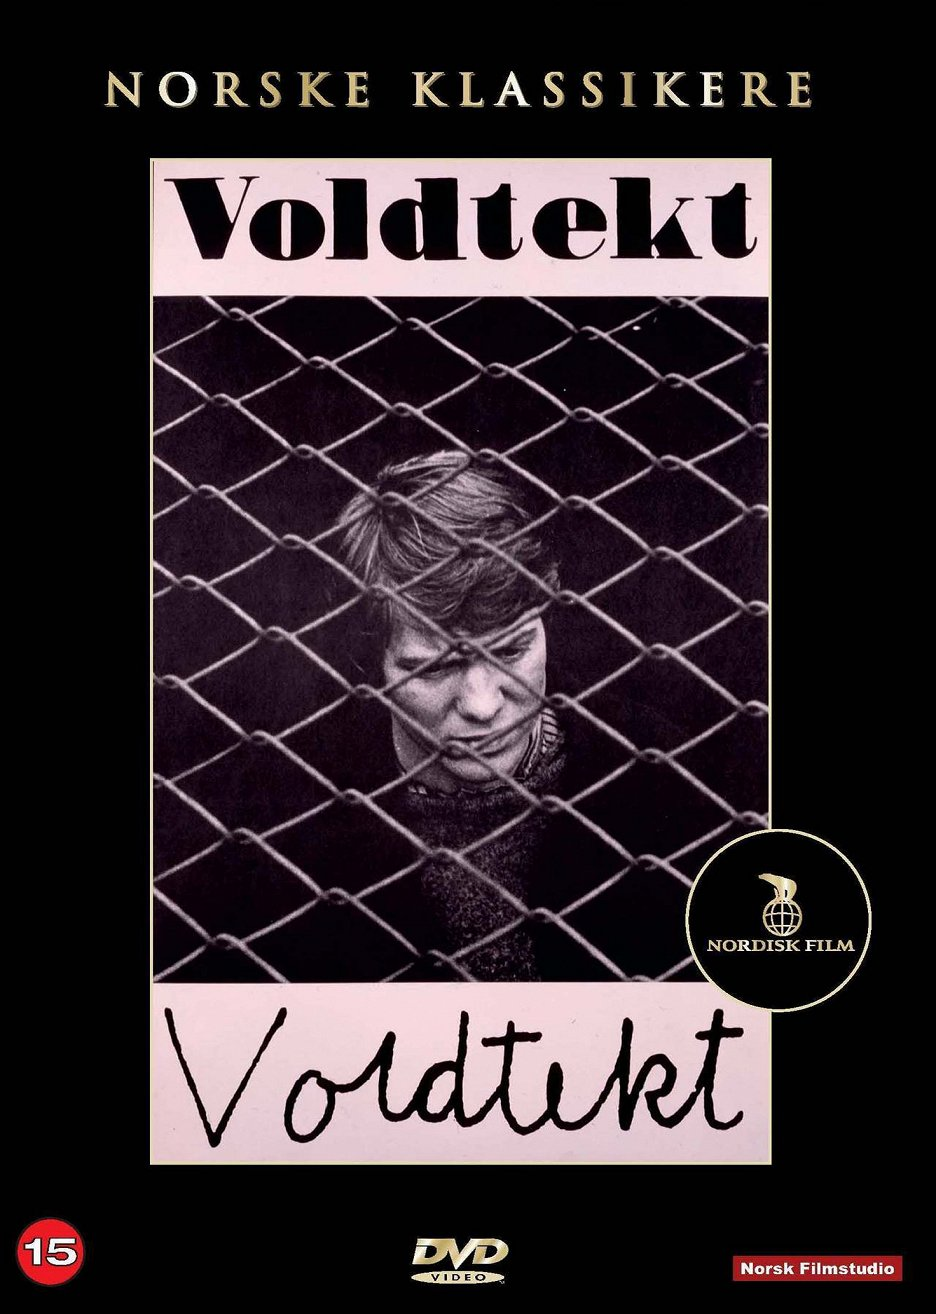 NORSKE KLASSIKERE
Voldtekt
NORDISK FILM
Voldtekt
15
DVD
VIDEO
Norsk Filmstudio